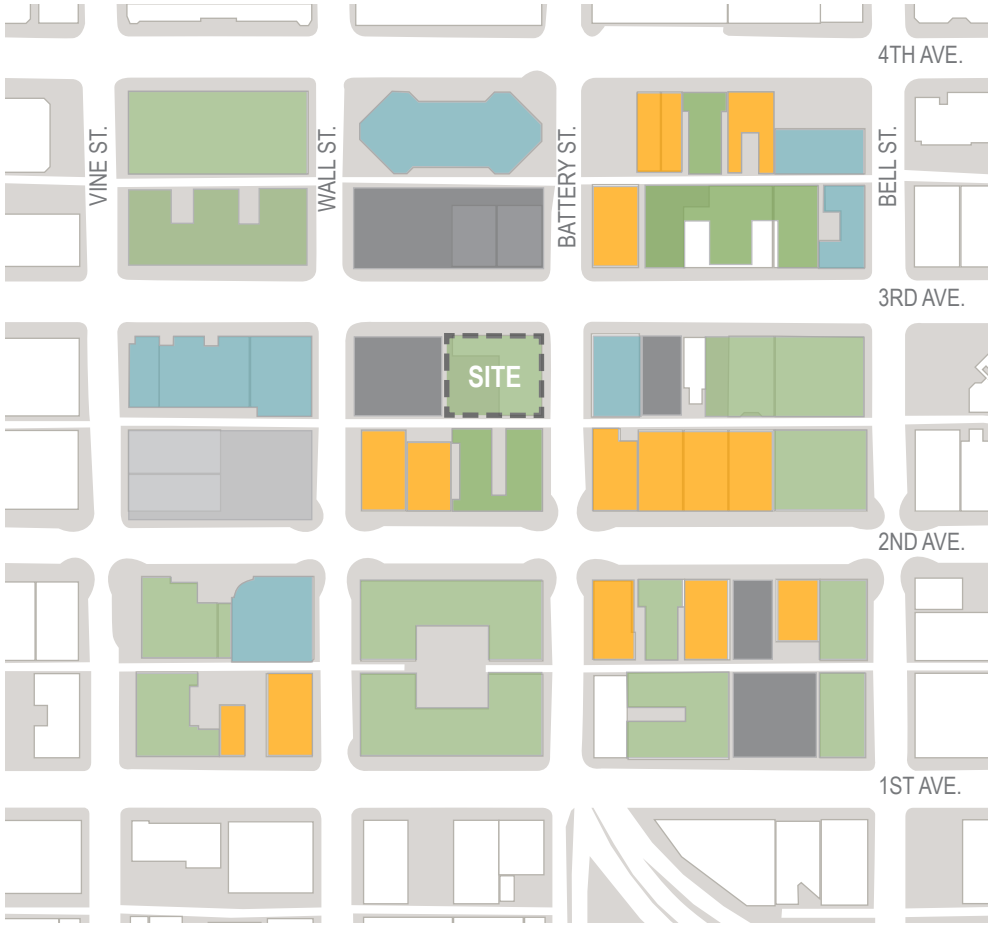 4TH AVE.
VINE ST.
WALL ST.
BATTERY ST.
BELL ST.
3RD AVE.
SITE
2ND AVE.
1ST AVE.